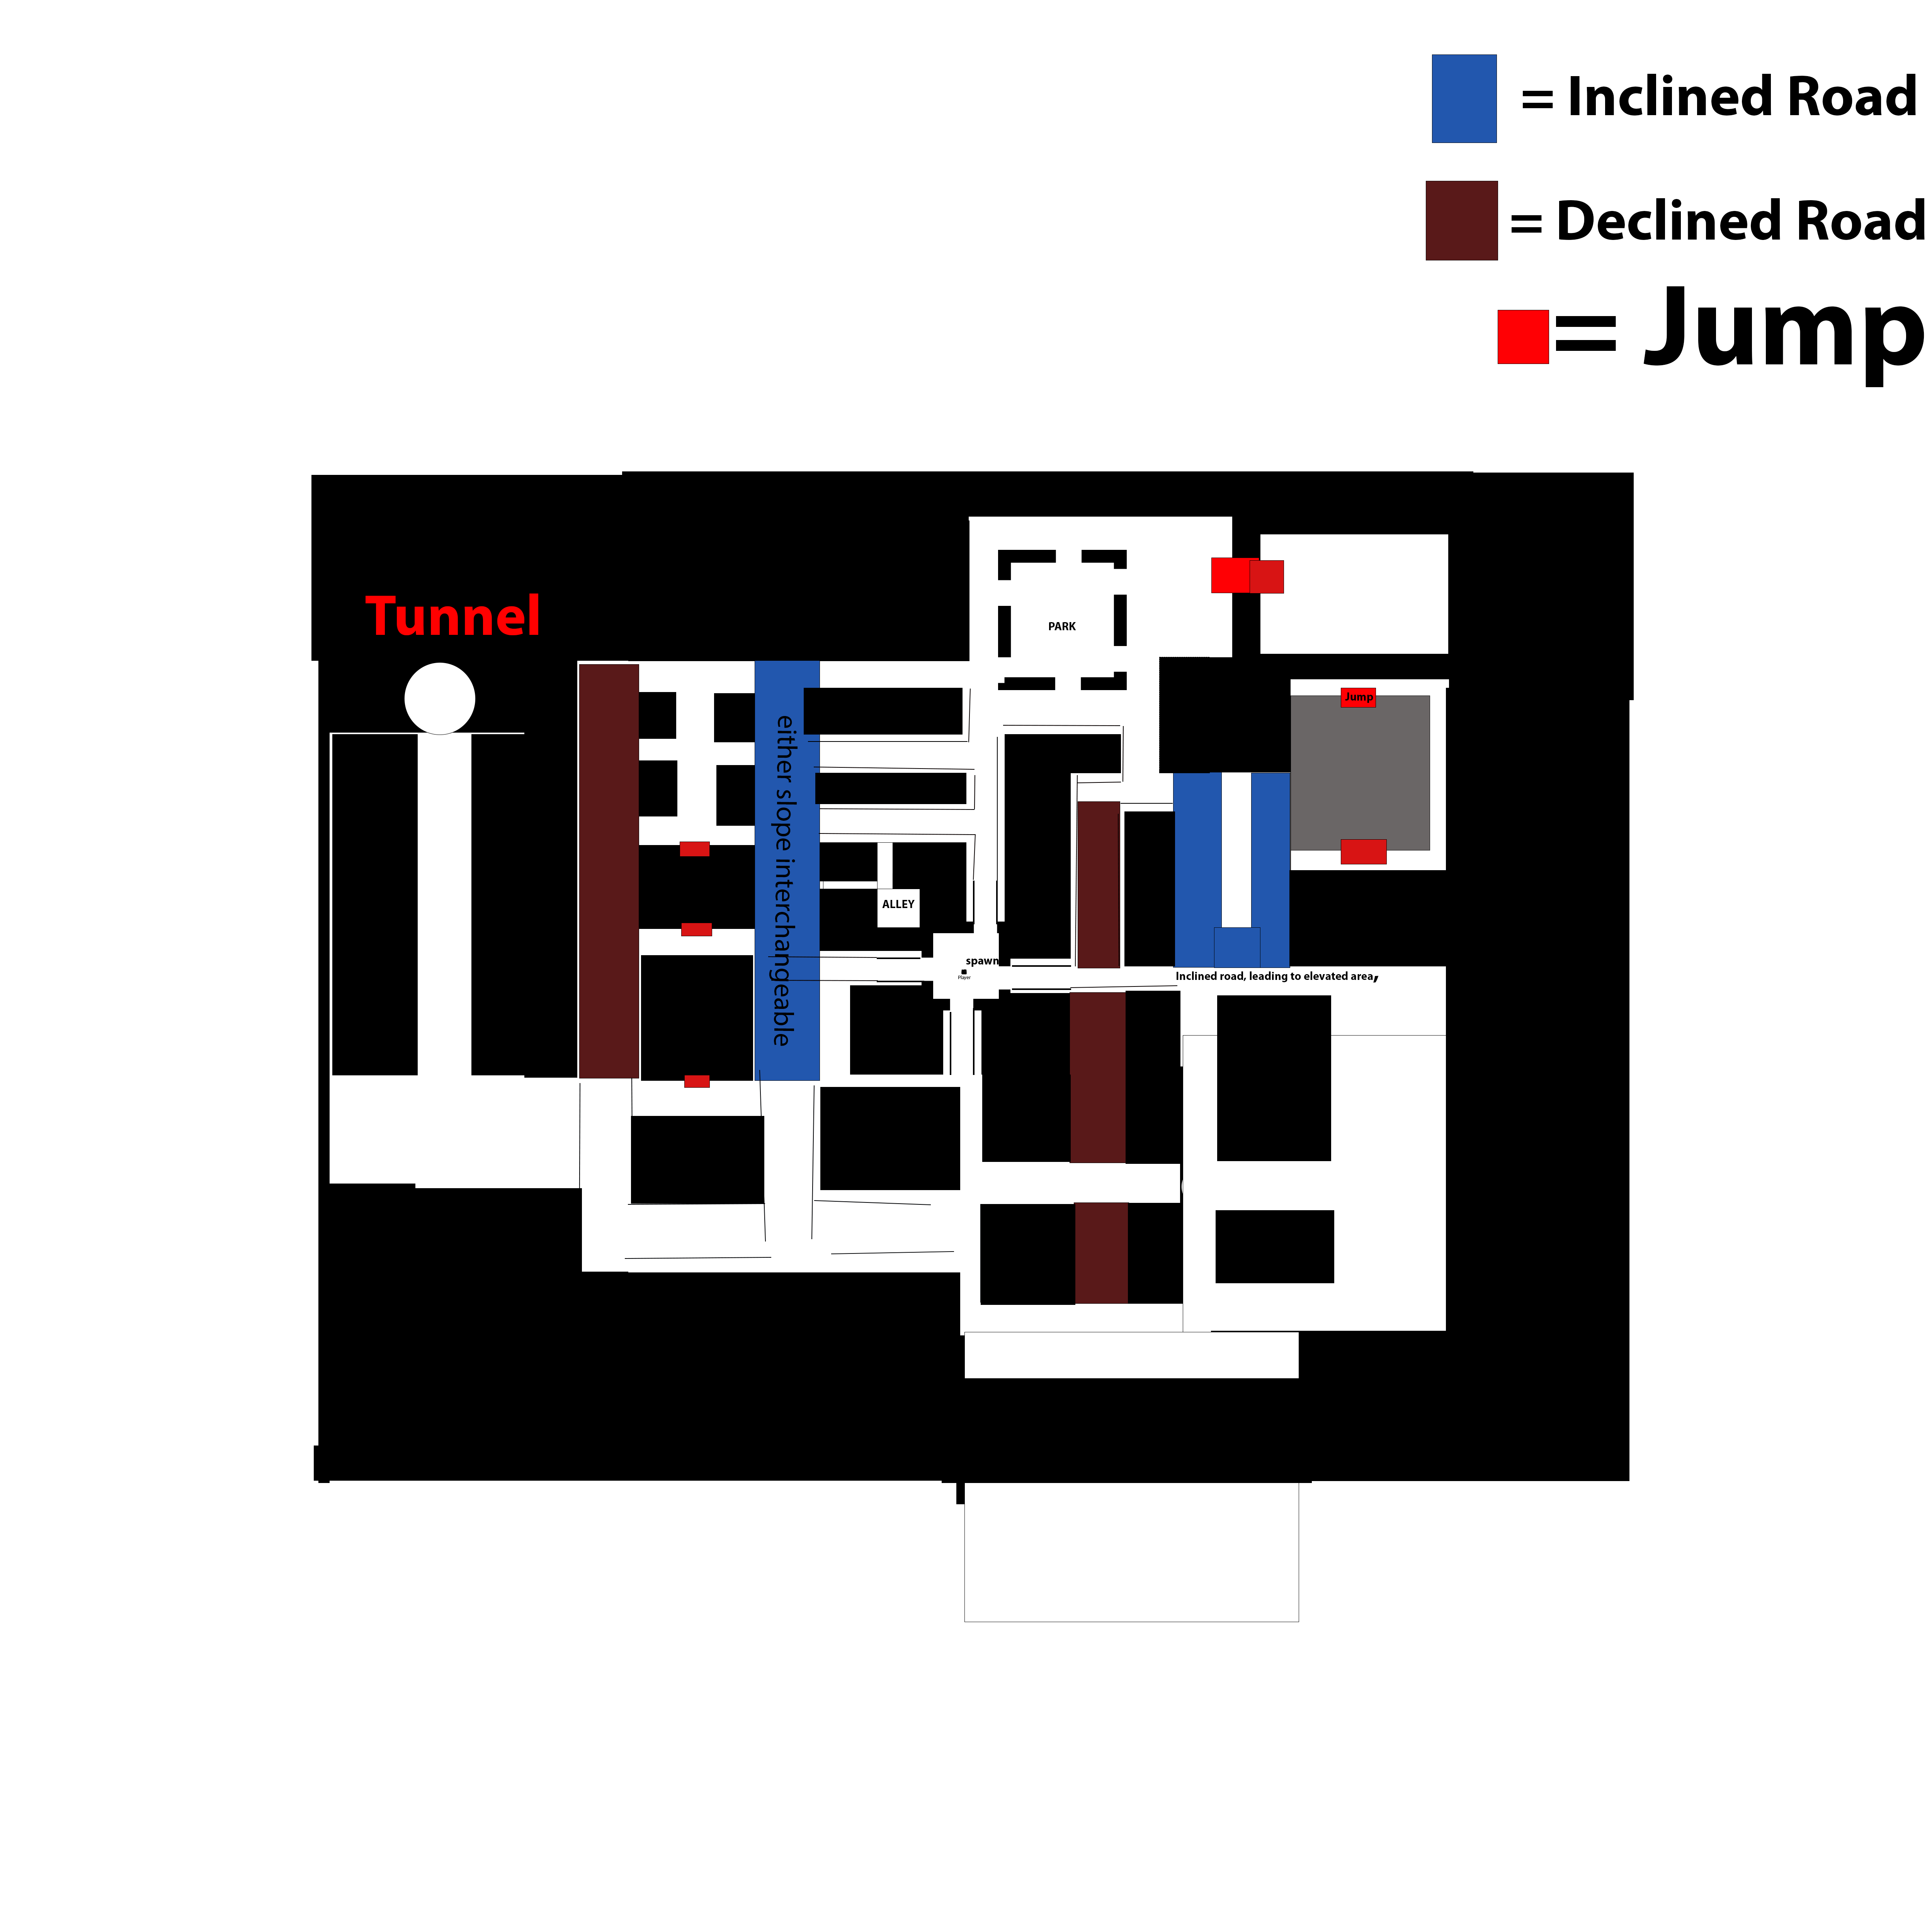 = Inclined Road
= Declined Road
= Jump
Tunnel
PARK
Jump
either slope interchangeable
ALLEY
spawn
Player
Inclined road, leading to elevated area,